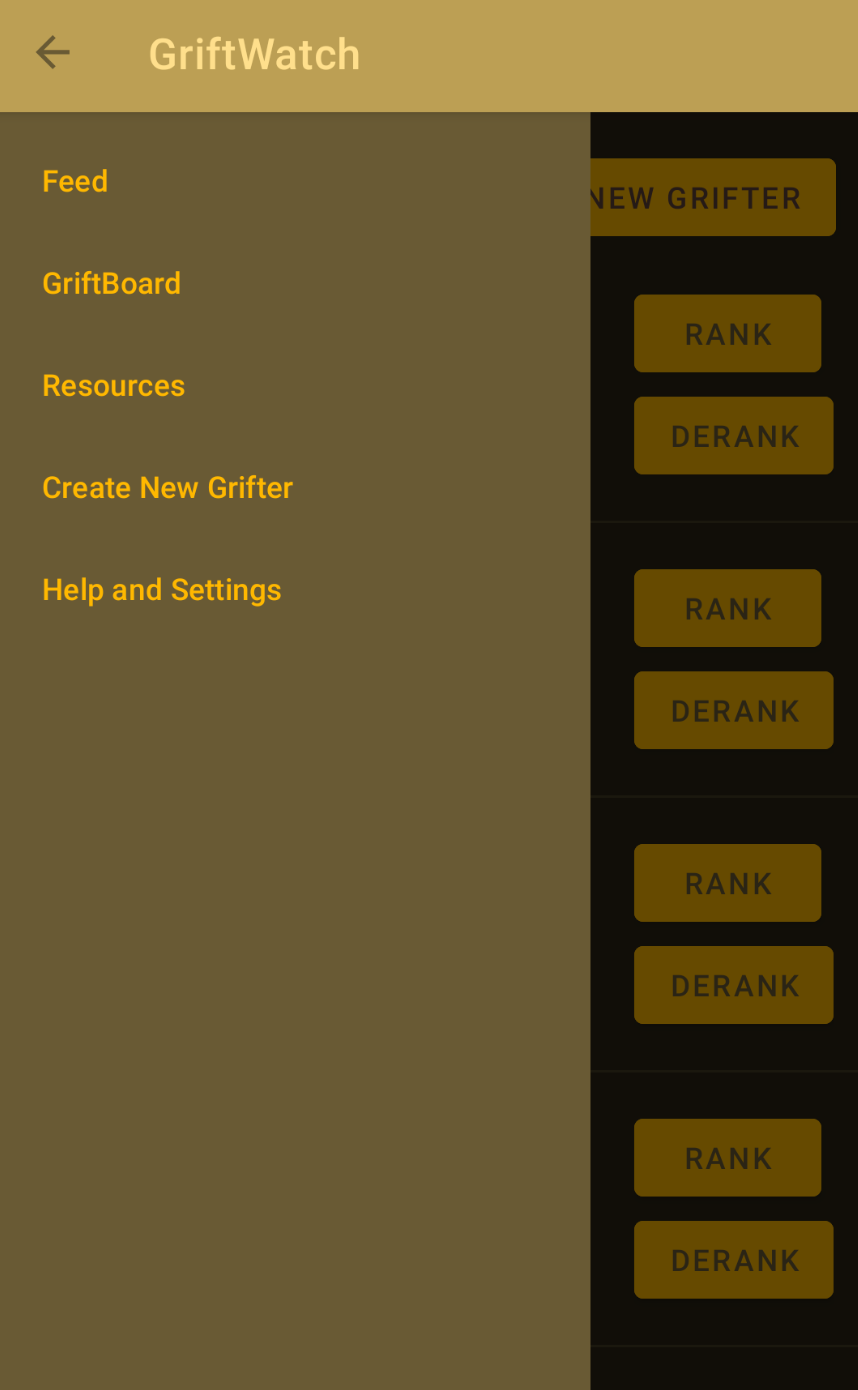 GriftWatch
Feed
NEW GRIFTER
GriftBoard
RANK
Resources
DERANK
Create New Grifter
Help and Settings
RANK
DERANK
RANK
DERANK
RANK
DERANK